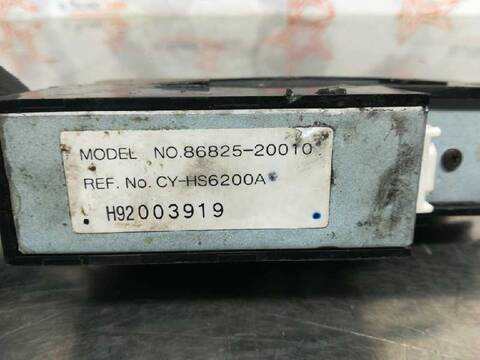 MODEL NO.86825-20010
REF. No. CY-HS6200A
H92003919